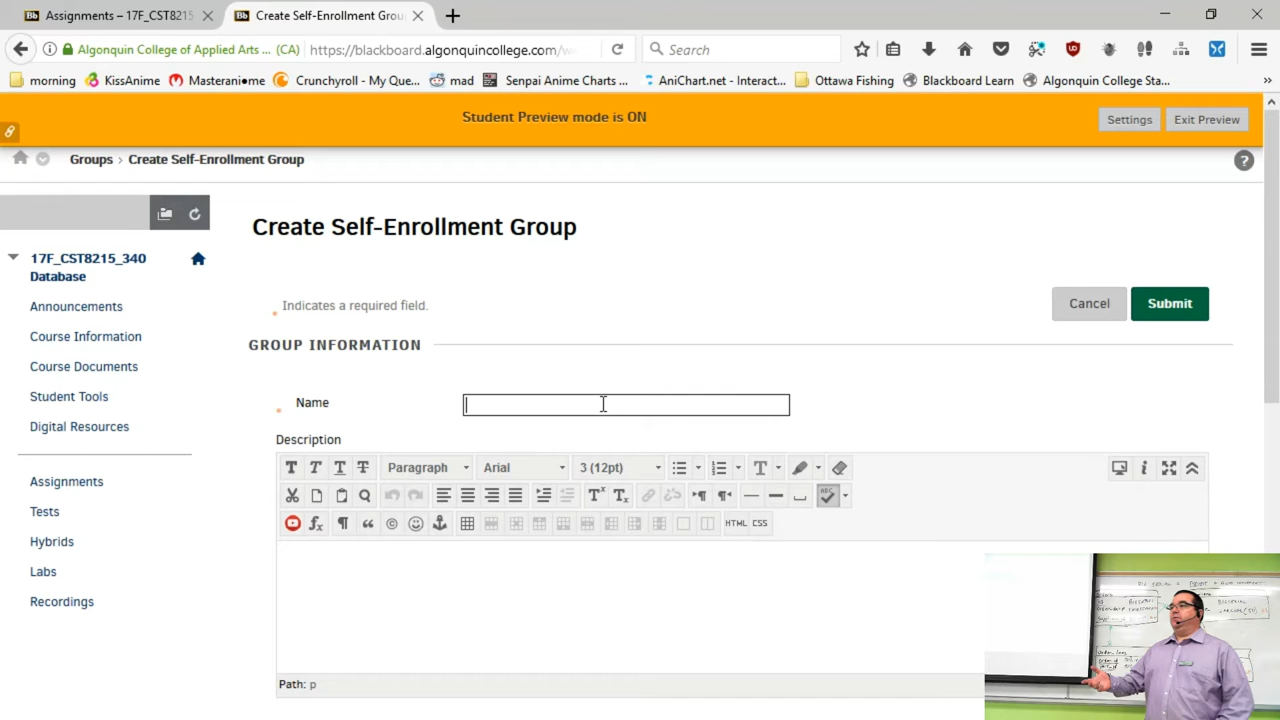 Assignments – 17F_CST8215
Create Self-Enrollment Grou
Algonquin College of Applied Arts ... (CA)
https://blackboard.algonquincollege.com/w
Search
morning
KissAnime
Masterani•me
Crunchyroll - My Que...
mad
Senpai Anime Charts ...
AniChart.net - Interact...
Ottawa Fishing
Blackboard Learn
Algonquin College Sta...
Student Preview mode is ON
Settings
Exit Preview
Groups > Create Self-Enrollment Group
Create Self-Enrollment Group
17F_CST8215_340
Database
Announcements
Course Information
Course Documents
Student Tools
Digital Resources
Assignments
Tests
Hybrids
Labs
Recordings
Indicates a required field.
Cancel
Submit
GROUP INFORMATION
Name
Description
Paragraph
Arial
3 (12pt)
HTML CSS
Path: p